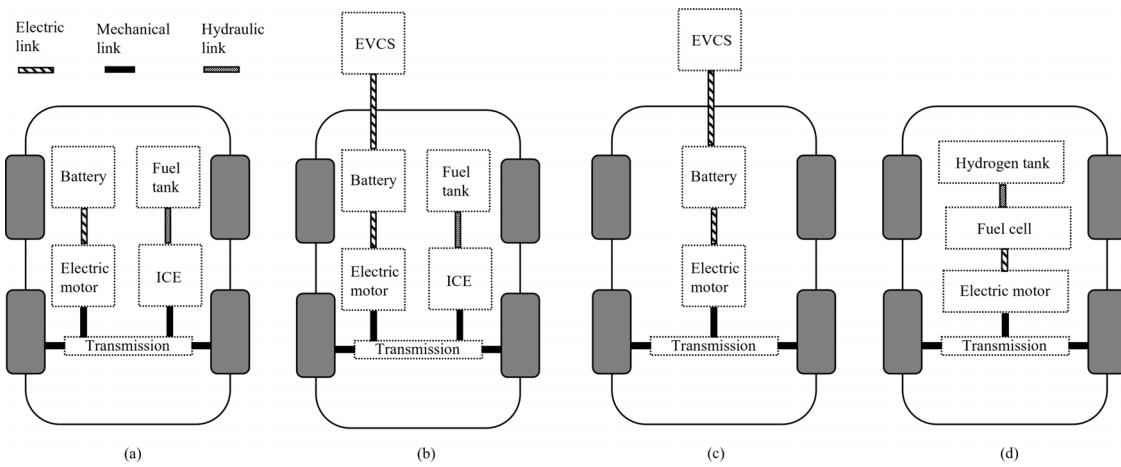 Electric
link
Mechanical
link
Hydraulic
link
Battery
Fuel
tank
Electric
motor
ICE
Transmission
(a)
EVCS
Battery
Fuel
tank
Electric
motor
ICE
Transmission
(b)
EVCS
Battery
Electric
motor
Transmission
(c)
Hydrogen tank
Fuel cell
Electric motor
Transmission
(d)